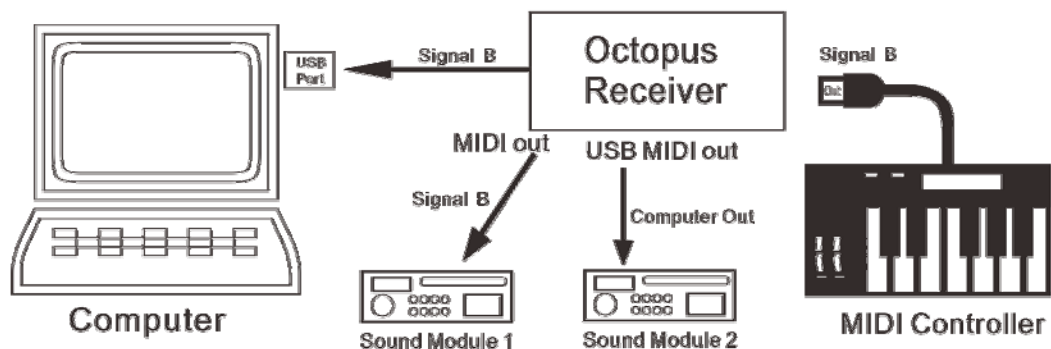 Signal B
USB
Port
Octopus
Receiver
Signal B
Out
MIDI out
USB MIDI out
Signal B
Computer Out
Computer
Sound Module 1
Sound Module 2
MIDI Controller